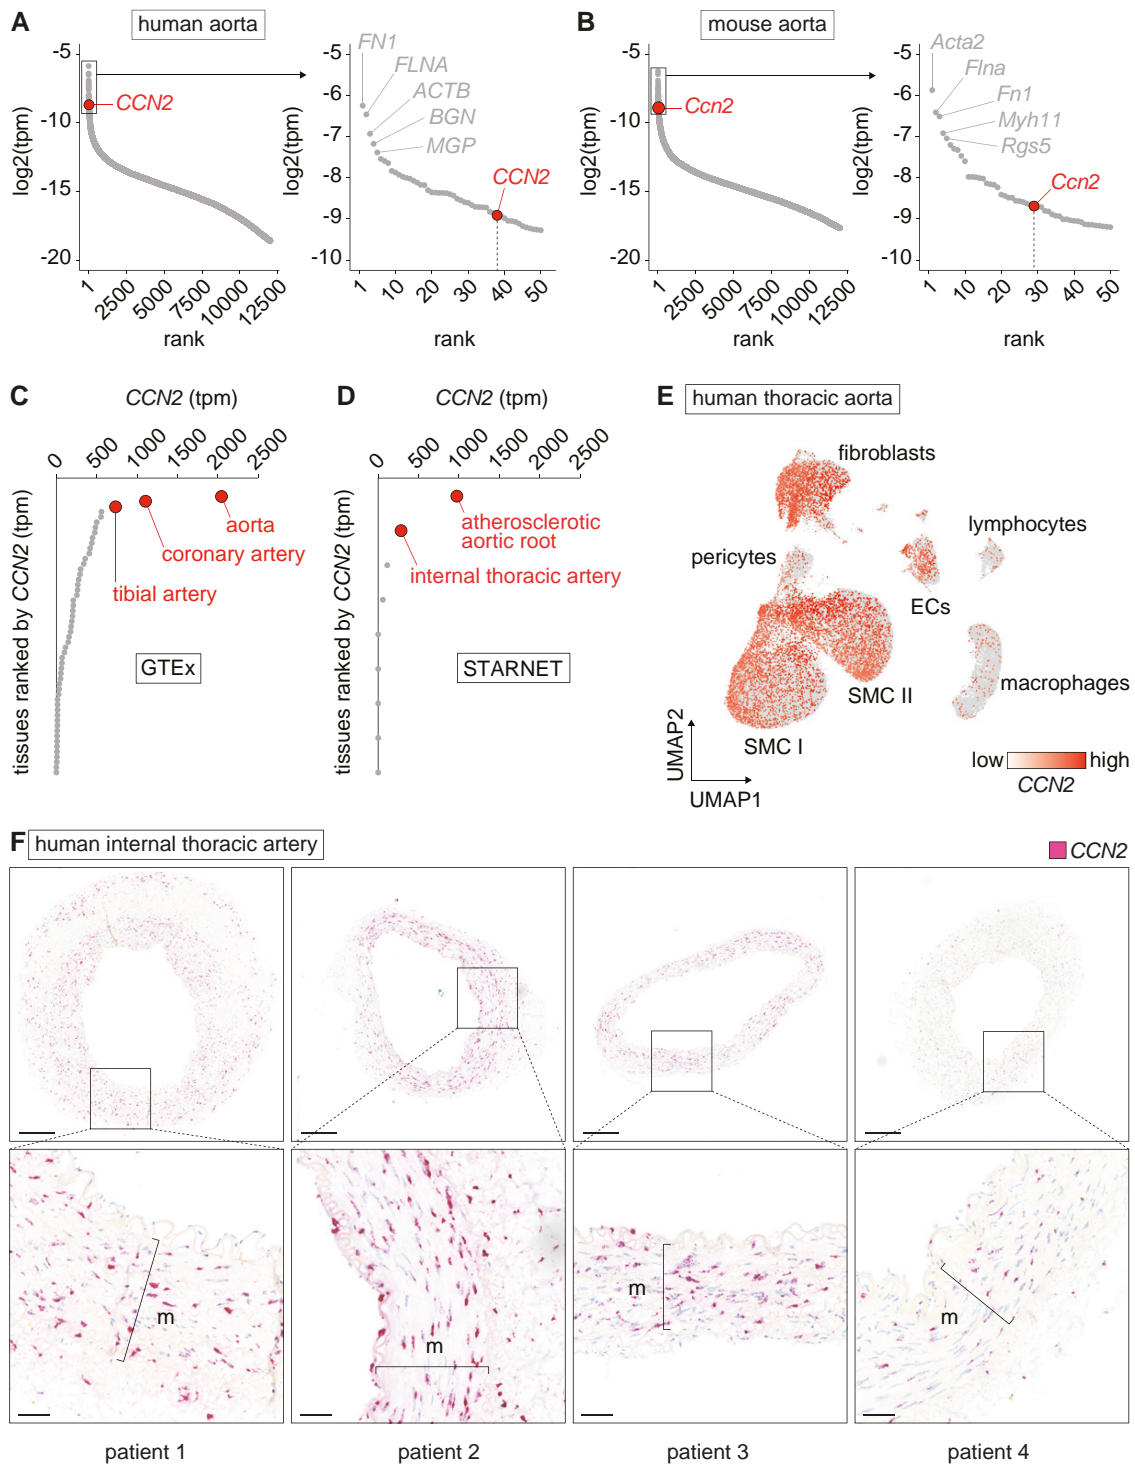 A
human aorta
-5
-10
-15
-20
log2(tpm)
CCN2
1
2500
5000
7500
10000
12500
rank
-5
-6
-7
-8
-9
-10
log2(tpm)
FN1
FLNA
ACTB
BGN
MGP
CCN2
1
10
20
30
40
50
rank
B
mouse aorta
-5
-10
-15
-20
log2(tpm)
Ccn2
1
2500
5000
7500
10000
12500
rank
-5
-6
-7
-8
-9
-10
log2(tpm)
Acta2
Flna
Fn1
Myh11
Rgs5
Ccn2
1
10
20
30
40
50
rank
C
CCN2 (tpm)
0
500
1000
1500
2000
2500
tissues ranked by CCN2 (tpm)
aorta
coronary artery
tibial artery
GTEx
D
CCN2 (tpm)
0
500
1000
1500
2000
2500
tissues ranked by CCN2 (tpm)
atherosclerotic
aortic root
internal thoracic artery
STARNET
E
human thoracic aorta
fibroblasts
lymphocytes
pericytes
ECs
macrophages
SMC II
SMC I
UMAP2
UMAP1
low
high
CCN2
F
human internal thoracic artery
CCN2
m
m
m
m
patient 1
patient 2
patient 3
patient 4